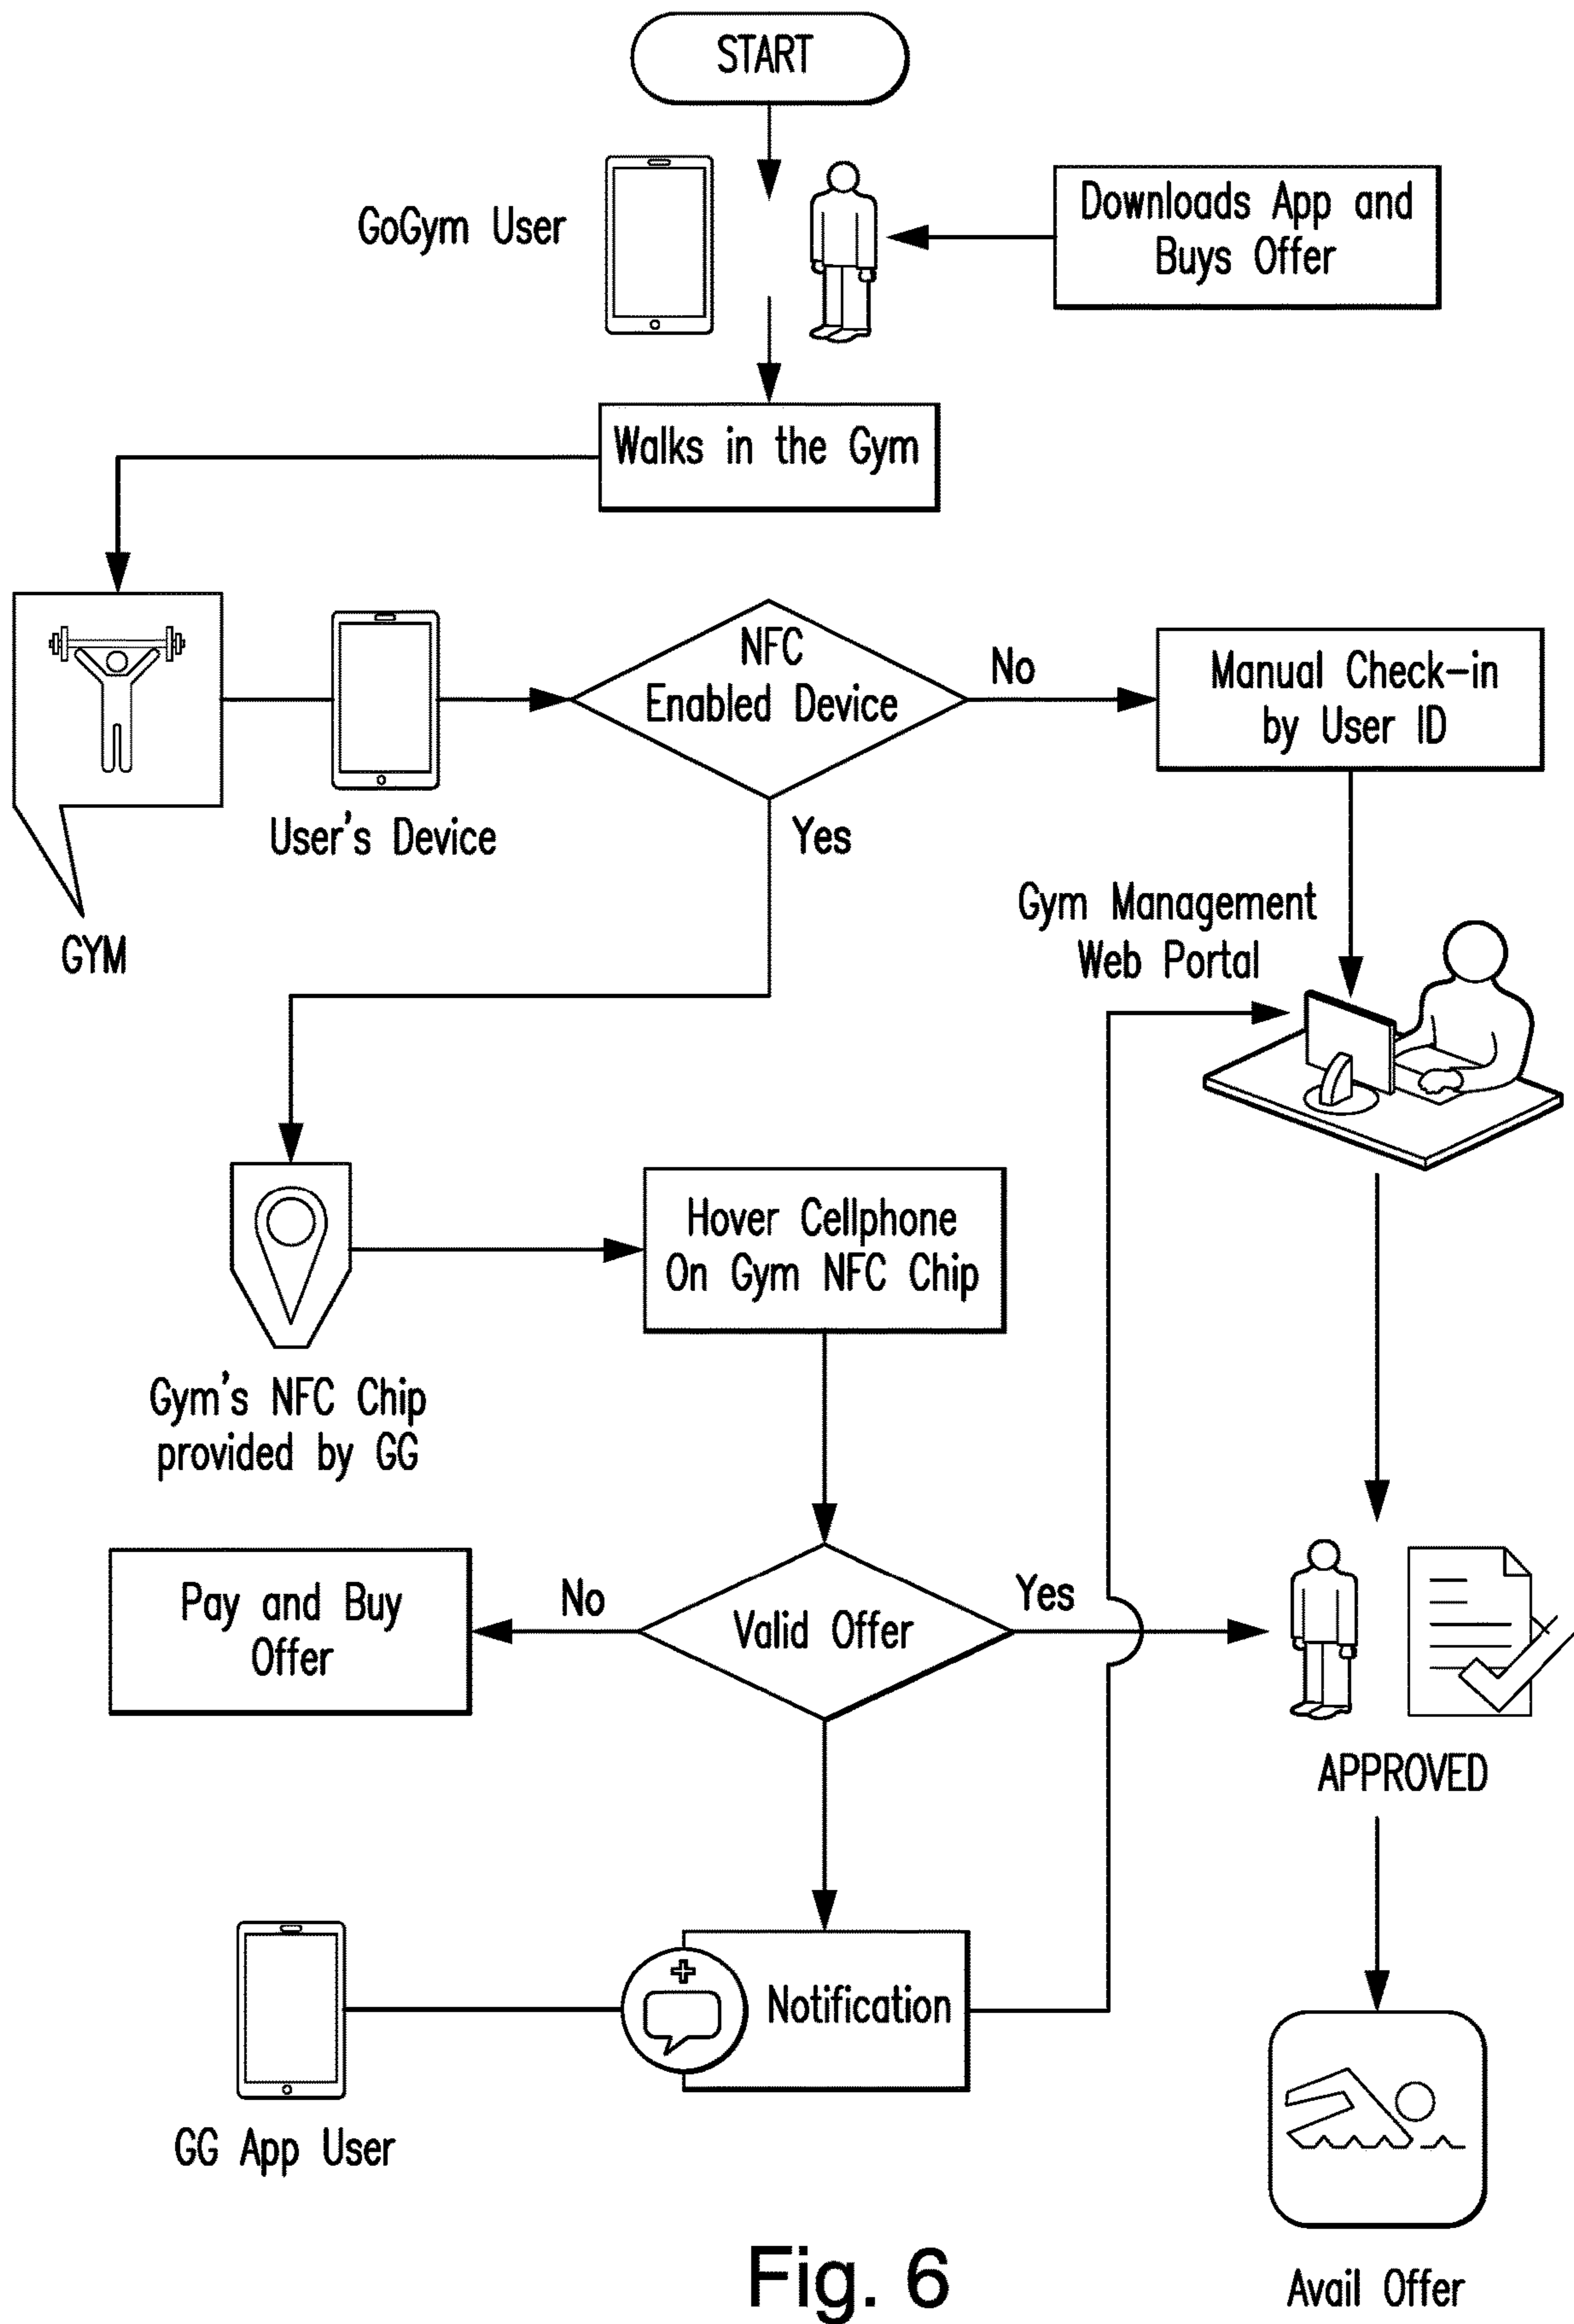 START
GoGym User
Downloads App and
Buys Offer
Walks in the Gym
GYM
User's Device
NFC
Enabled Device
No
Yes
Manual Check-in
by User ID
Gym Management
Web Portal
Gym's NFC Chip
provided by GG
Hover Cellphone
On Gym NFC Chip
Pay and Buy
Offer
No
Valid Offer
Yes
APPROVED
Notification
GG App User
Avail Offer
Fig. 6